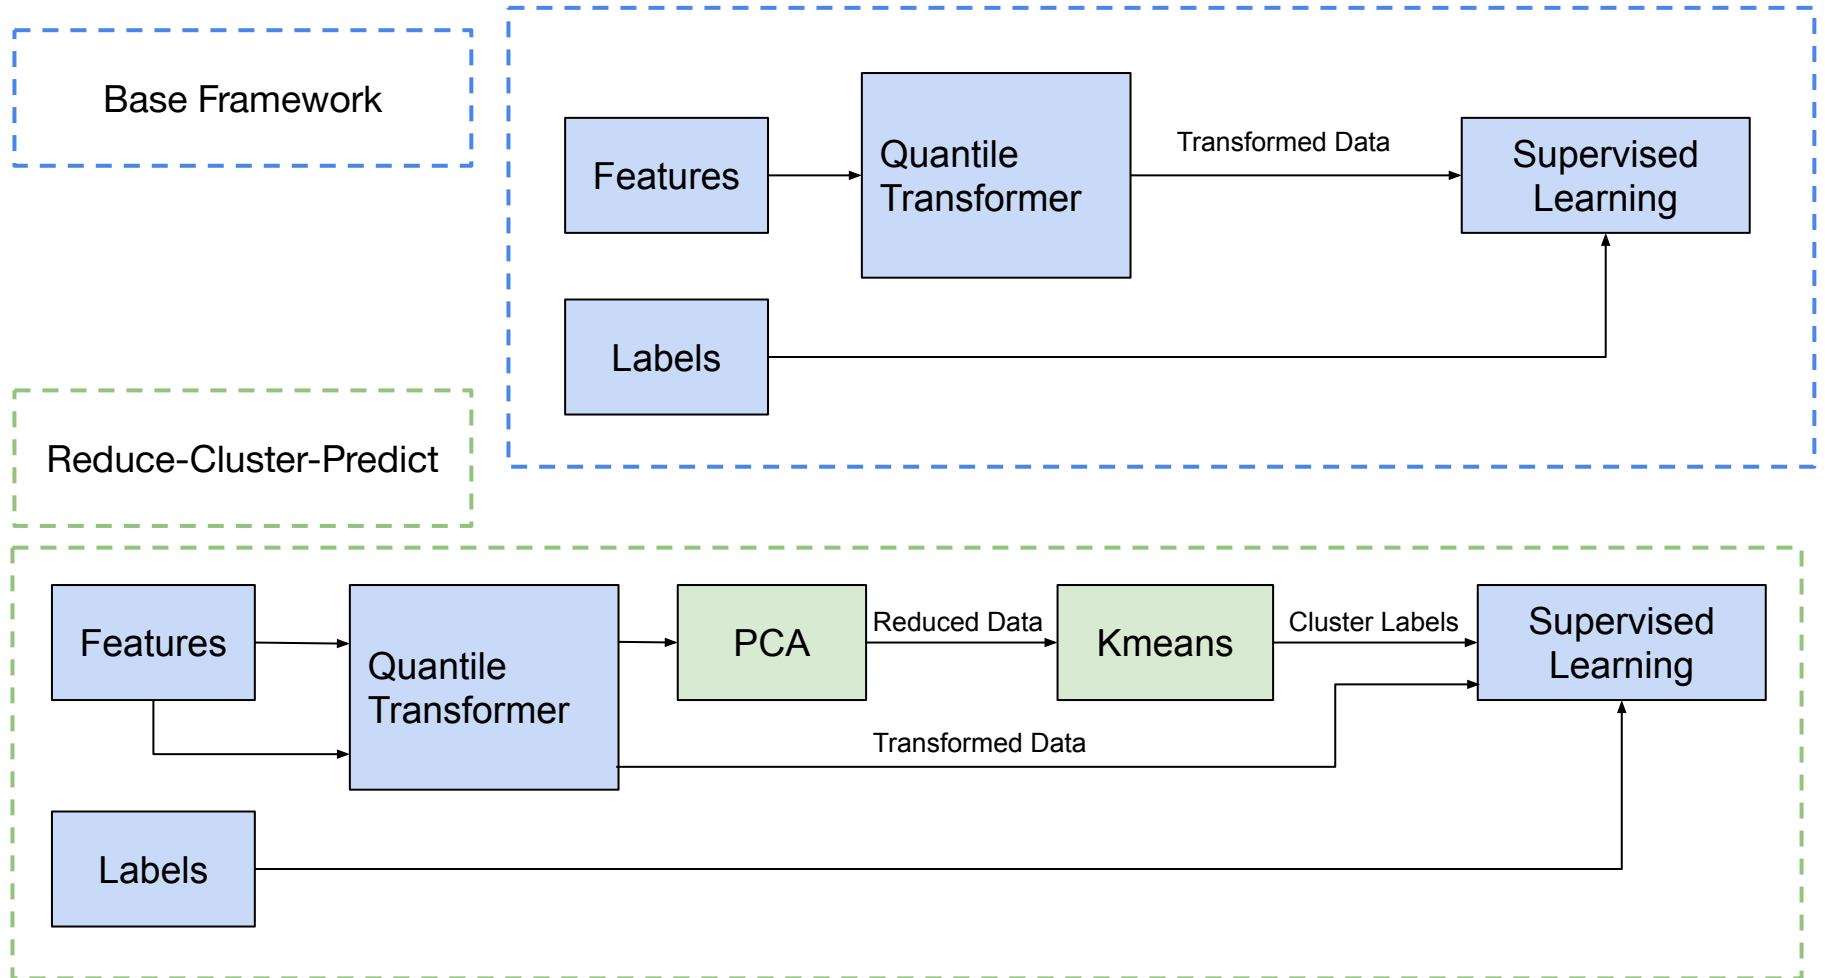 Base Framework
Features
Quantile
Transformer
Transformed Data
Supervised
Learning
Labels
Reduce-Cluster-Predict
Features
Quantile
Transformer
PCA
Reduced Data
Kmeans
Cluster Labels
Supervised
Learning
Transformed Data
Labels